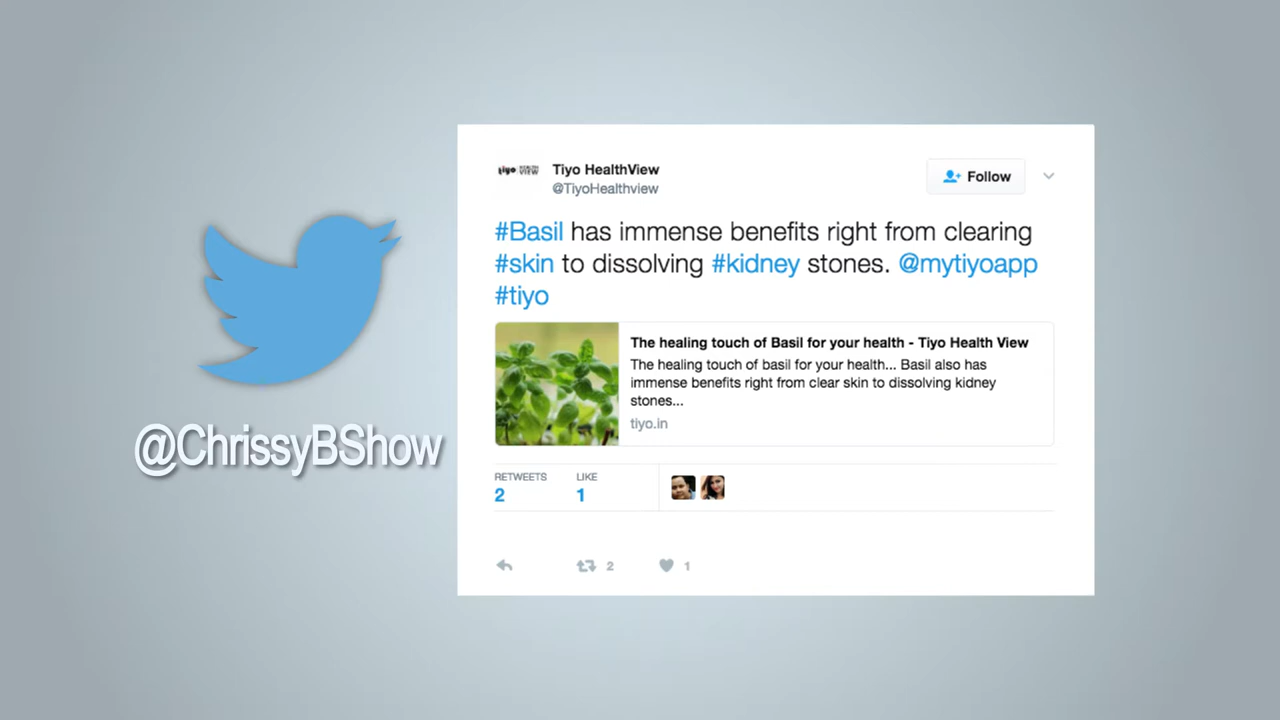 @ChrissyBShow
tiyo HEALTH VIEW
Tiyo HealthView
@TiyoHealthview
Follow
#Basil has immense benefits right from clearing
#skin to dissolving #kidney stones. @mytiyoapp
#tiyo
The healing touch of Basil for your health - Tiyo Health View
The healing touch of basil for your health... Basil also has
immense benefits right from clear skin to dissolving kidney
stones...
tiyo.in
RETWEETS LIKE
2 1
2 1